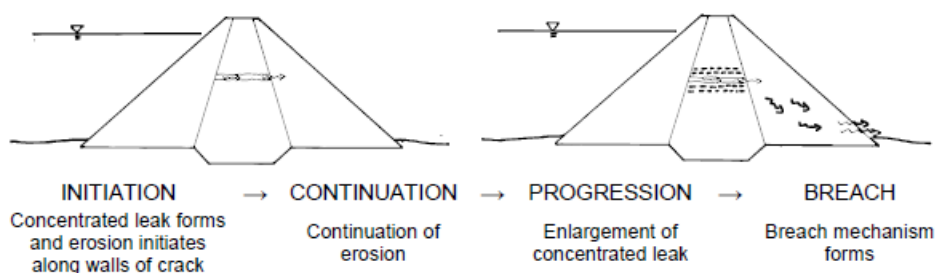 INITIATION → CONTINUATION → PROGRESSION → BREACH
Concentrated leak forms
and erosion initiates
along walls of crack
Continuation of
erosion
Enlargement of
concentrated leak
Breach mechanism
forms